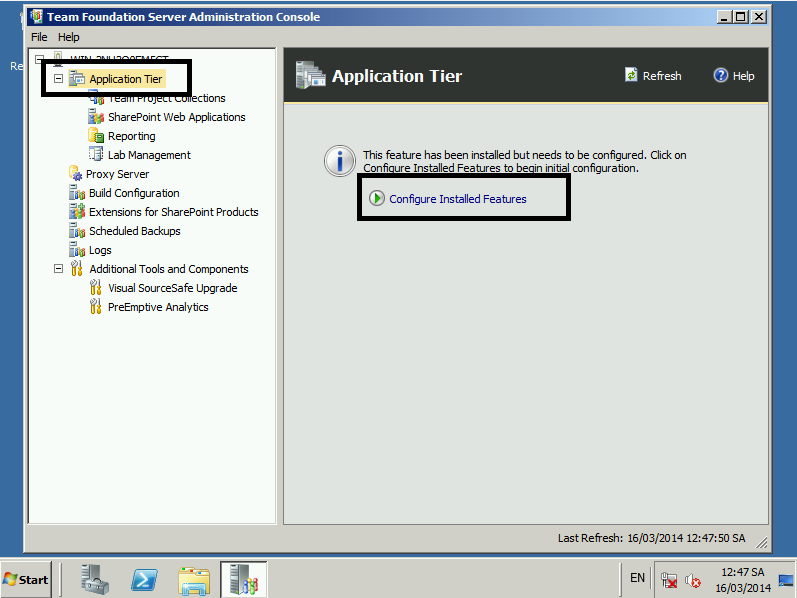 Team Foundation Server Administration Console
File Help
Re
Application Tier
Team Project Collections
SharePoint Web Applications
Reporting
Lab Management
Proxy Server
Build Configuration
Extensions for SharePoint Products
Scheduled Backups
Logs
Additional Tools and Components
Visual SourceSafe Upgrade
PreEmptive Analytics
Application Tier
Refresh Help
This feature has been installed but needs to be configured. Click on
Configure Installed Features to begin initial configuration.
Configure Installed Features
Last Refresh: 16/03/2014 12:47:50 SA
Start
EN
12:47 SA
16/03/2014